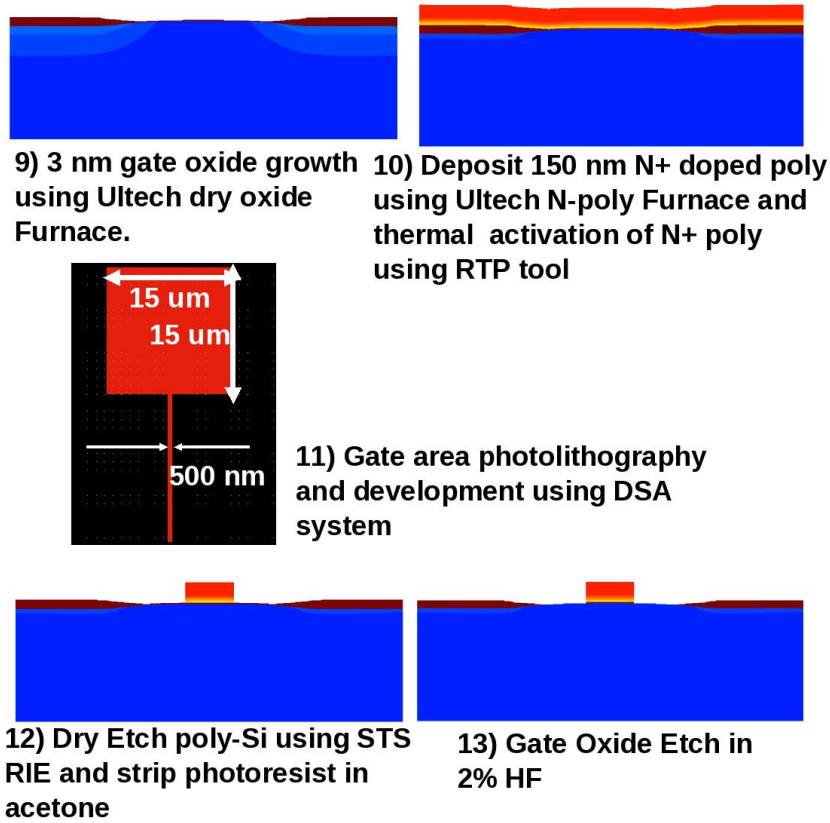 9) 3 nm gate oxide growth
using Ultech dry oxide
Furnace.
10) Deposit 150 nm N+ doped poly
using Ultech N-poly Furnace and
thermal  activation of N+ poly
using RTP tool
15 um
15 um
500 nm
11) Gate area photolithography
and development using DSA
system
12) Dry Etch poly-Si using STS
RIE and strip photoresist in
acetone
13) Gate Oxide Etch in
2% HF